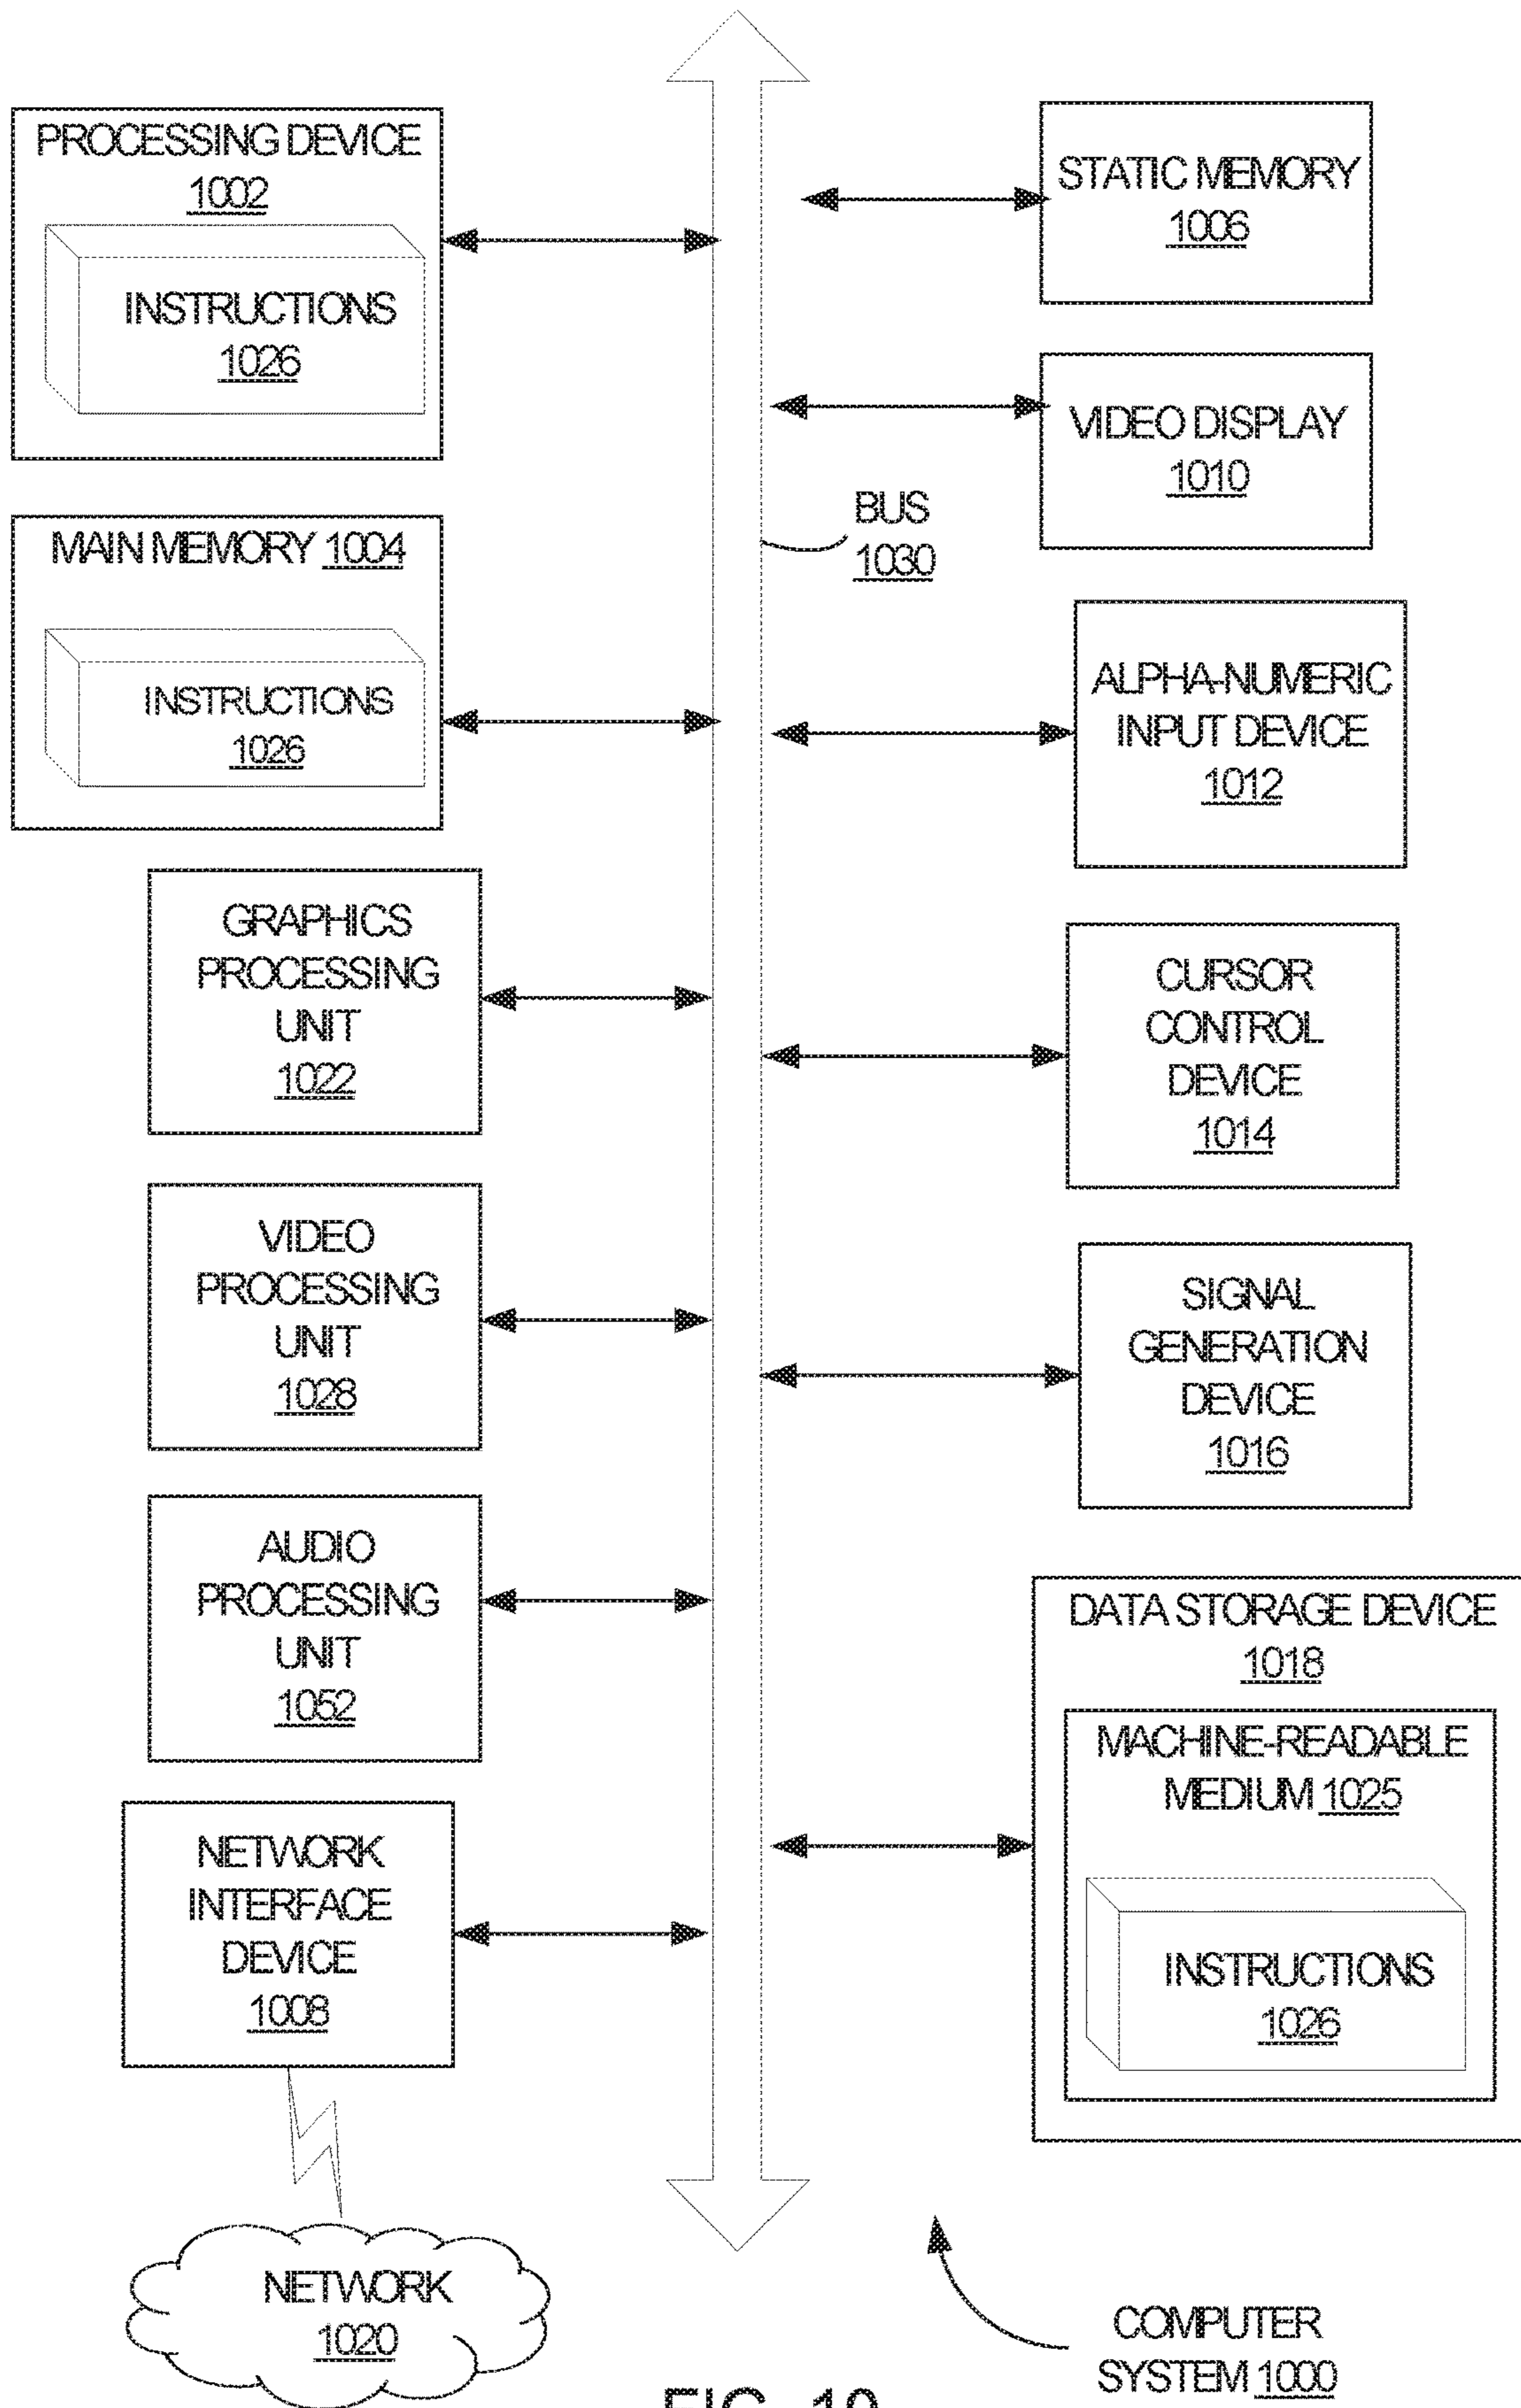 PROCESSING DEVICE
1002
INSTRUCTIONS
1026
MAIN MEMORY 1004
INSTRUCTIONS
1026
GRAPHICS
PROCESSING
UNIT
1022
VIDEO
PROCESSING
UNIT
1028
AUDIO
PROCESSING
UNIT
1052
NETWORK
INTERFACE
DEVICE
1008
NETWORK
1020
BUS
1030
STATIC MEMORY
1006
VIDEO DISPLAY
1010
ALPHA-NUMERIC
INPUT DEVICE
1012
CURSOR
CONTROL
DEVICE
1014
SIGNAL
GENERATION
DEVICE
1016
DATA STORAGE DEVICE
1018
MACHINE-READABLE
MEDIUM 1025
INSTRUCTIONS
1026
COMPUTER
SYSTEM 1000
FIG. 10